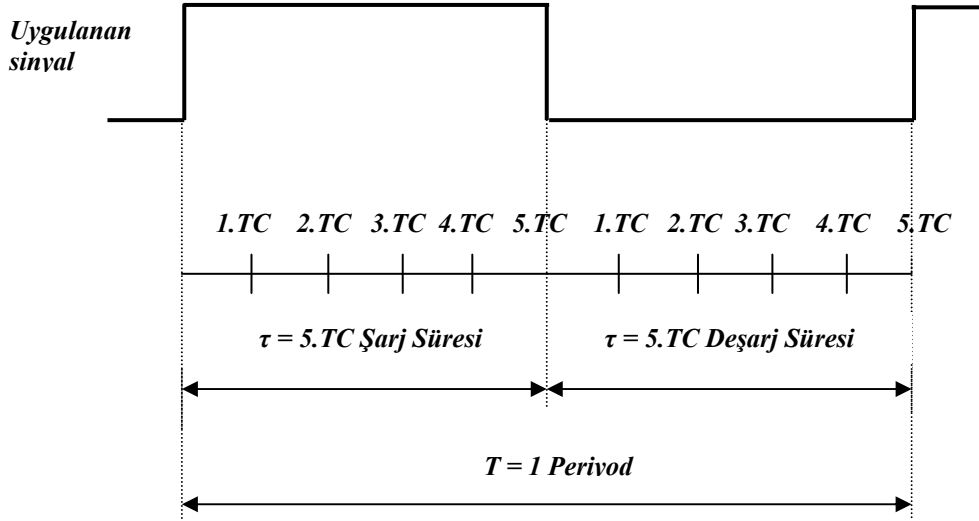 Uygulanan
sinyal
1.TC 2.TC 3.TC 4.TC 5.TC 1.TC 2.TC 3.TC 4.TC 5.TC
τ = 5.TC Şarj Süresi τ = 5.TC Deşarj Süresi
T = 1 Periyod